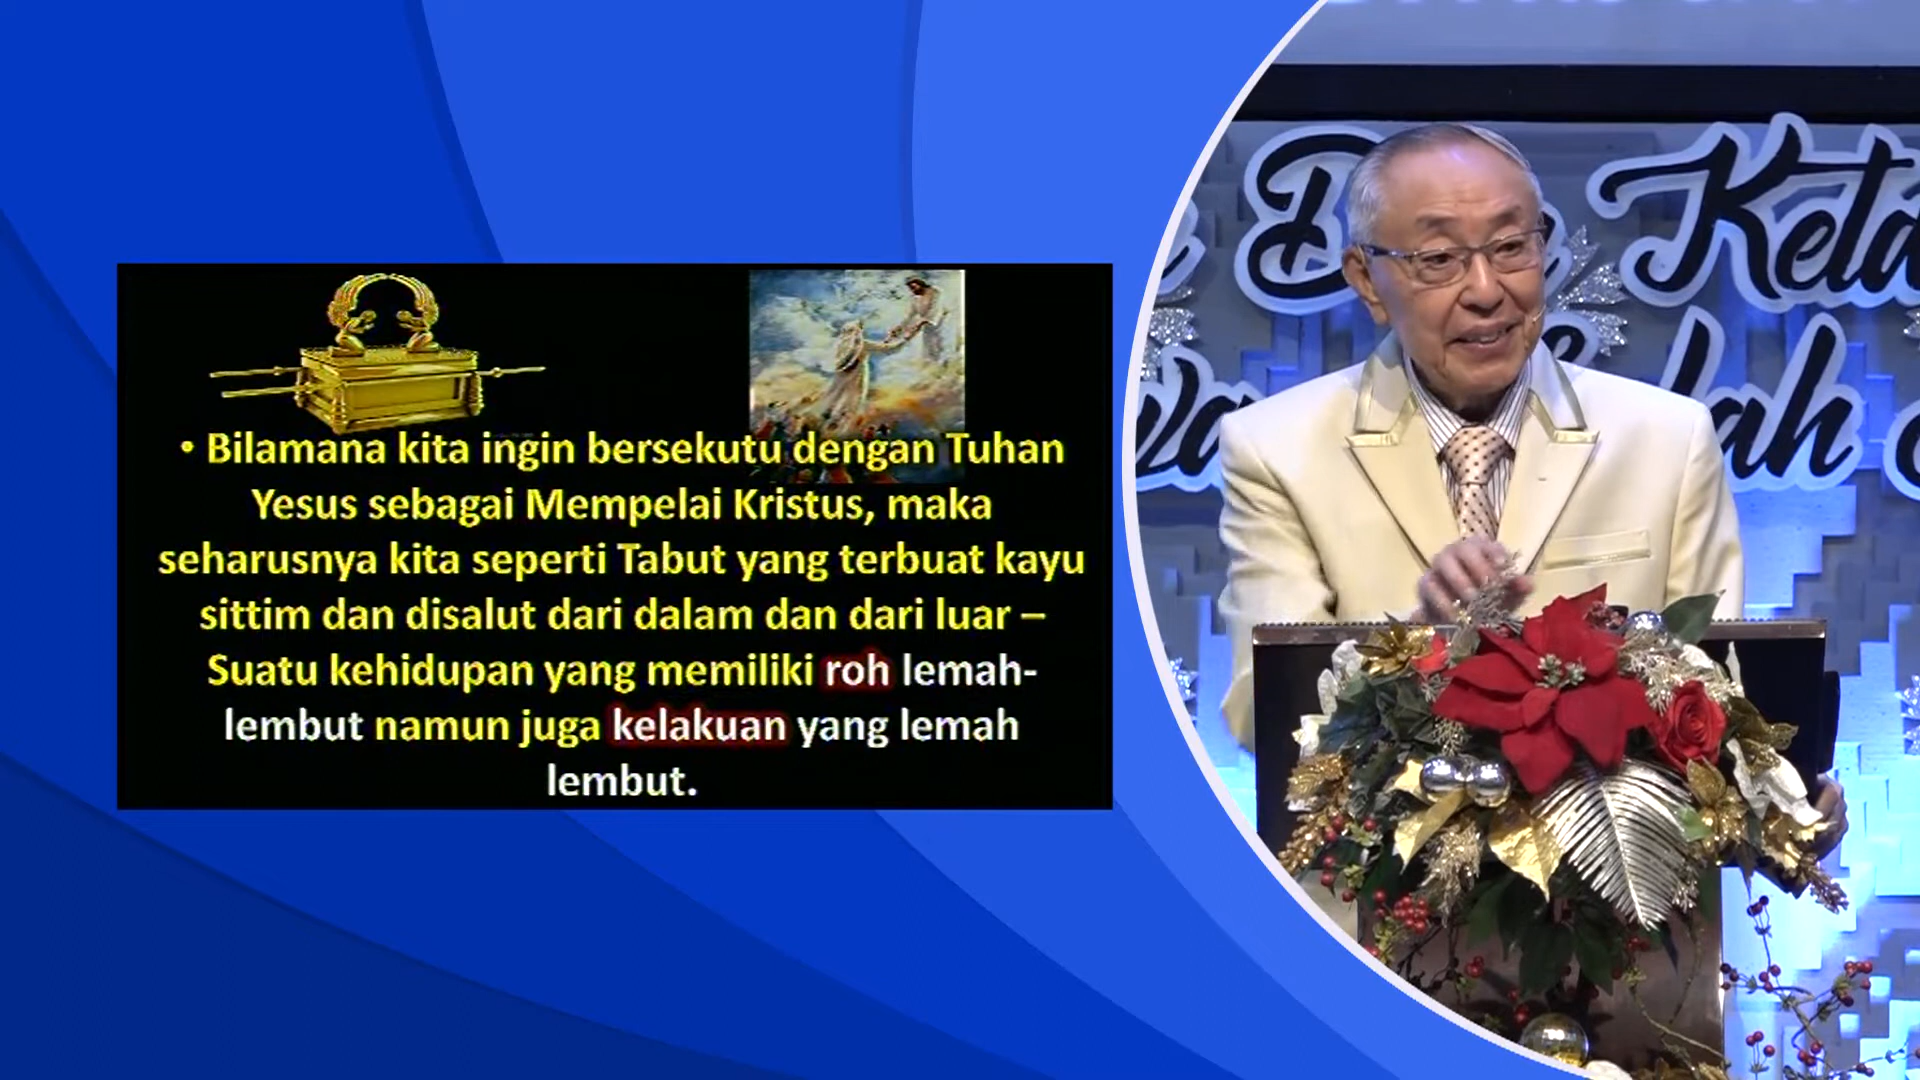 • Bilamana kita ingin bersekutu dengan Tuhan
Yesus sebagai Mempelai Kristus, maka
seharusnya kita seperti Tabut yang terbuat kayu
sittim dan disalut dari dalam dan dari luar –
Suatu kehidupan yang memiliki roh lemah-
lembut namun juga kelakuan yang lemah
lembut.